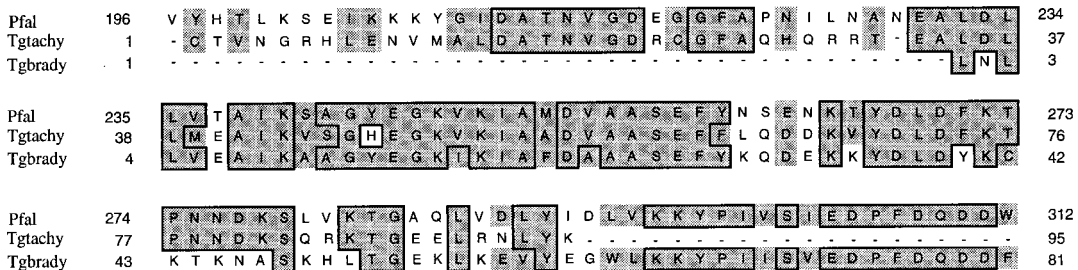 Pfal 196 V Y H T L K S E I K K K Y G I D A T N V G D E G G F A P N I L N A N E A L D L 234
Tgtachy 1 - C T V N G R H L E N V M A L D A T N V G D R C G F A Q H Q R R T - E A L D L 37
Tgbrady 1 - - - - - - - - - - - - - - - - - - - - - - - - - - - - - - - - - - - - L N L 3
Pfal 235 L V T A I K S A G Y E G K V K I A M D V A A S E F Y N S E N K T Y D L D F K T 273
Tgtachy 38 L M E A I K V S G H E G K V K I A A D V A A S E F F L Q D D K V Y D L D F K T 76
Tgbrady 4 L V E A I K A A G Y E G K I K I A F D A A A S E F Y K Q D E K K Y D L D Y K C 42
Pfal 274 P N N D K S L V K T G A Q L V D L Y I D L V K K Y P I V S I E D P F D Q D D W 312
Tgtachy 77 P N N D K S Q R K T G E E L R N L Y K - - - - - - - - - - - - - - - - - - - - 95
Tgbrady 43 K T K N A S K H L T G E K L K E V Y E G W L K K Y P I I S V E D P F D Q D D F 81